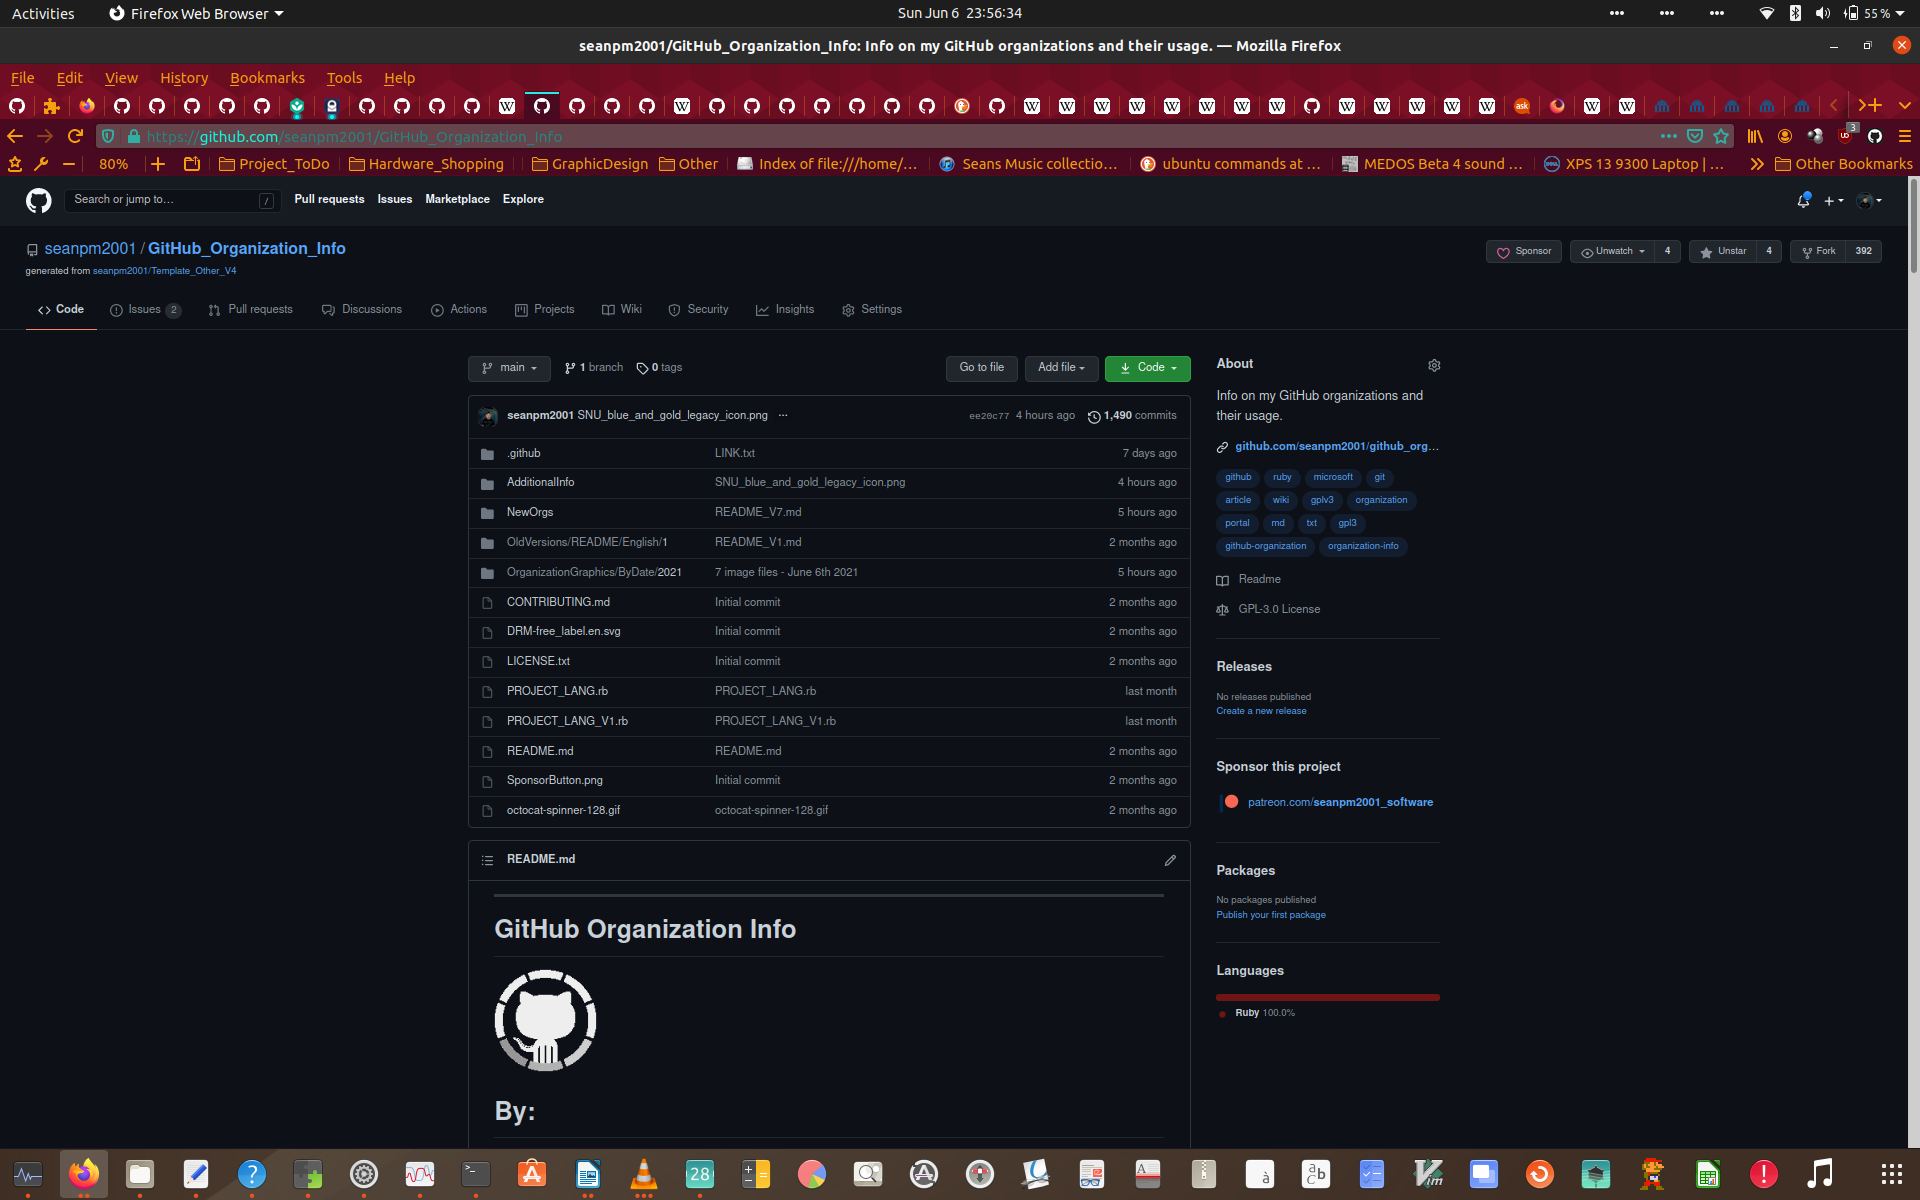 Activities Firefox Web Browser Sun Jun 6 23:56:34 55 %
seanpm2001/GitHub_Organization_Info: Info on my GitHub organizations and their usage. — Mozilla Firefox
File Edit View History Bookmarks Tools Help
https://github.com/seanpm2001/GitHub_Organization_Info
3
80% Project_ToDo Hardware_Shopping GraphicDesign Other Index of file:///home/… Seans Music collectio… ubuntu commands at … MEDOS Beta 4 sound … XPS 13 9300 Laptop | … Other Bookmarks
Search or jump to… / Pull requests Issues Marketplace Explore
seanpm2001 / GitHub_Organization_Info
Sponsor Unwatch 4 Unstar 4 Fork 392
generated from seanpm2001/Template_Other_V4
Code Issues 2 Pull requests Discussions Actions Projects Wiki Security Insights Settings
main 1 branch 0 tags Go to file Add file Code
seanpm2001 SNU_blue_and_gold_legacy_icon.png ... ee20c77 4 hours ago 1,490 commits
.github LINK.txt 7 days ago
AdditionalInfo SNU_blue_and_gold_legacy_icon.png 4 hours ago
NewOrgs README_V7.md 5 hours ago
OldVersions/README/English/1 README_V1.md 2 months ago
OrganizationGraphics/ByDate/2021 7 image files - June 6th 2021 5 hours ago
CONTRIBUTING.md Initial commit 2 months ago
DRM-free_label.en.svg Initial commit 2 months ago
LICENSE.txt Initial commit 2 months ago
PROJECT_LANG.rb PROJECT_LANG.rb last month
PROJECT_LANG_V1.rb PROJECT_LANG_V1.rb last month
README.md README.md 2 months ago
SponsorButton.png Initial commit 2 months ago
octocat-spinner-128.gif octocat-spinner-128.gif 2 months ago
README.md
GitHub Organization Info
By:
About
Info on my GitHub organizations and
their usage.
github.com/seanpm2001/github_org…
github ruby microsoft git
article wiki gplv3 organization
portal md txt gpl3
github-organization organization-info
Readme
GPL-3.0 License
Releases
No releases published
Create a new release
Sponsor this project
patreon.com/seanpm2001_software
Packages
No packages published
Publish your first package
Languages
Ruby 100.0%
28